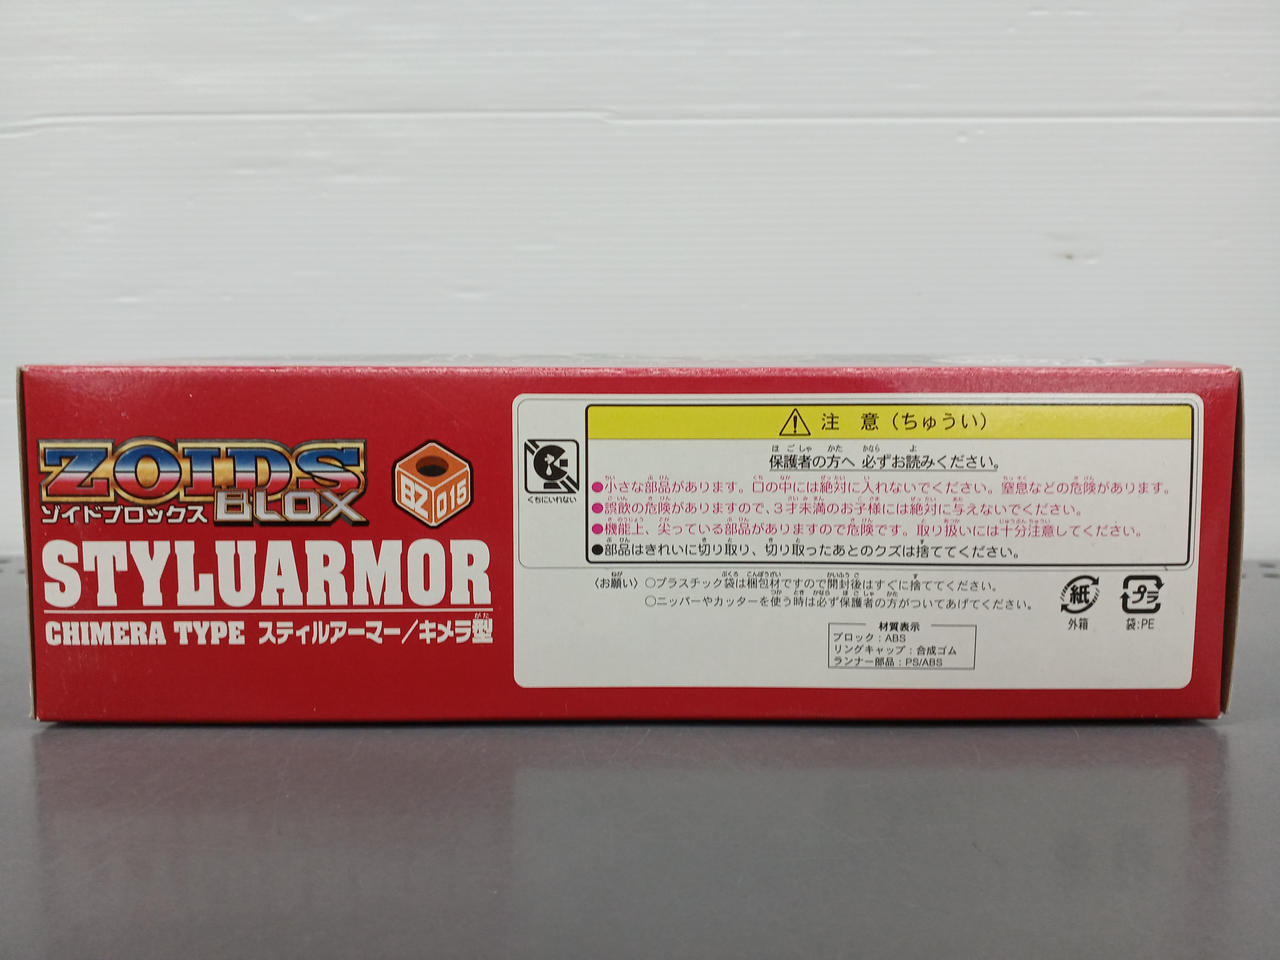 ZOIDS
BLOX
ゾイドブロックス
BZ 015
STYLUARMOR
CHIMERA TYPE スティルアーマー/キメラ型
がた
くちにいれない
注 意(ちゅうい)
保護者の方へ 必ずお読みください。
●小さな部品があります。口の中には絶対に入れないでください。窒息などの危険があります。
●誤飲の危険がありますので、3才未満のお子様には絶対に与えないでください。
●機能上、尖っている部品がありますので危険です。取り扱いには十分注意してください。
●部品はきれいに切り取り、切り取ったあとのクズは捨ててください。
〈お願い〉○プラスチック袋は梱包材ですので開封後はすぐに捨ててください。
○ニッパーやカッターを使う時は必ず保護者の方がついてあげてください。
紙
外箱
プラ
袋:PE
材質表示
ブロック:ABS
リングキャップ:合成ゴム
ランナー部品:PS/ABS